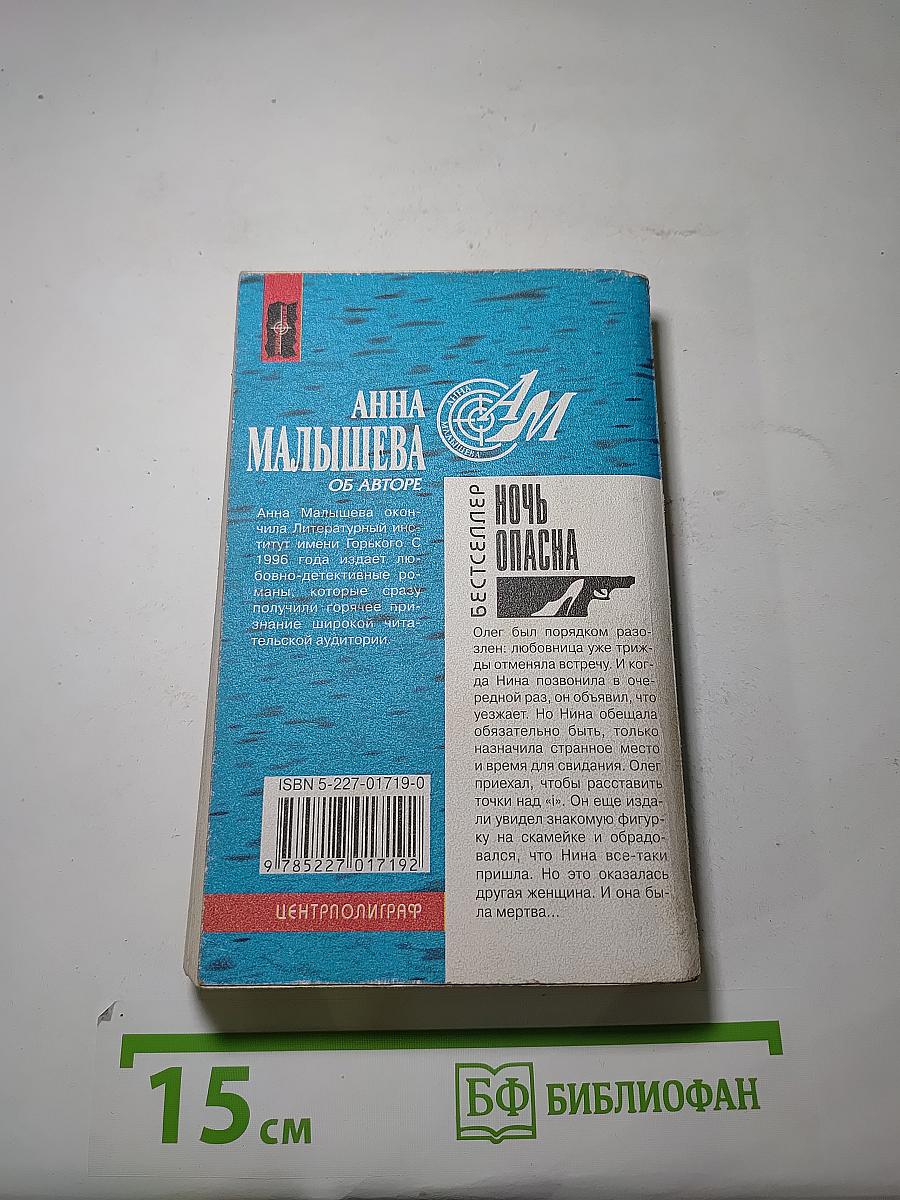 АННА
МАЛЫШЕВА
ОБ АВТОРЕ
Анна Малышева окон-
чила Литературный инс-
титут имени Горького. С
1996 года издает лю-
бовно-детективные ро-
маны, которые сразу
получили горячее при-
знание широкой чита-
тельской аудитории.
АННА
МАЛЫШЕВА
АМ
БЕСТСЕЛЛЕР
НОЧЬ
ОПАСНА
Олег был порядком разо-
злен: любовница уже триж-
ды отменяла встречу. И ког-
да Нина позвонила в оче-
редной раз, он объявил, что
уезжает. Но Нина обещала
обязательно быть, только
назначила странное место
и время для свидания. Олег
приехал, чтобы расставить
точки над «i». Он еще изда-
ли увидел знакомую фигур-
ку на скамейке и обрадо-
вался, что Нина все-таки
пришла. Но это оказалась
другая женщина. И она бы-
ла мертва...
ISBN 5-227-01719-0
9 785227 017192
ЦЕНТРПОЛИГРАФ
15 см
БФ БИБЛИОФАН